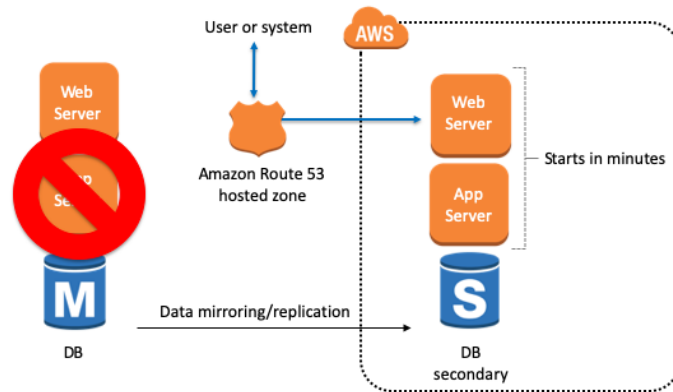 User or system
AWS
Web
Server
Web
Server
Starts in minutes
Amazon Route 53
hosted zone
App
Server
M
S
Data mirroring/replication
DB
DB
secondary